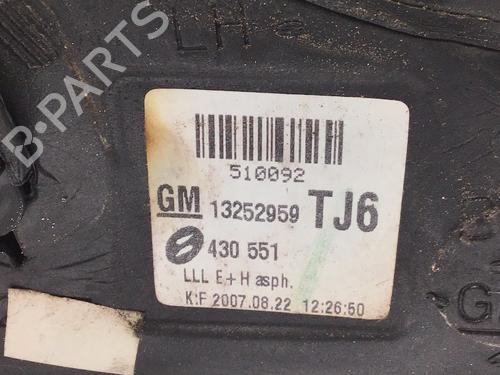 LH
B-PARTS
510092
GM 13252959 TJ6
430 551
LLL E+H asph.
K:F 2007.08.22 12:26:50